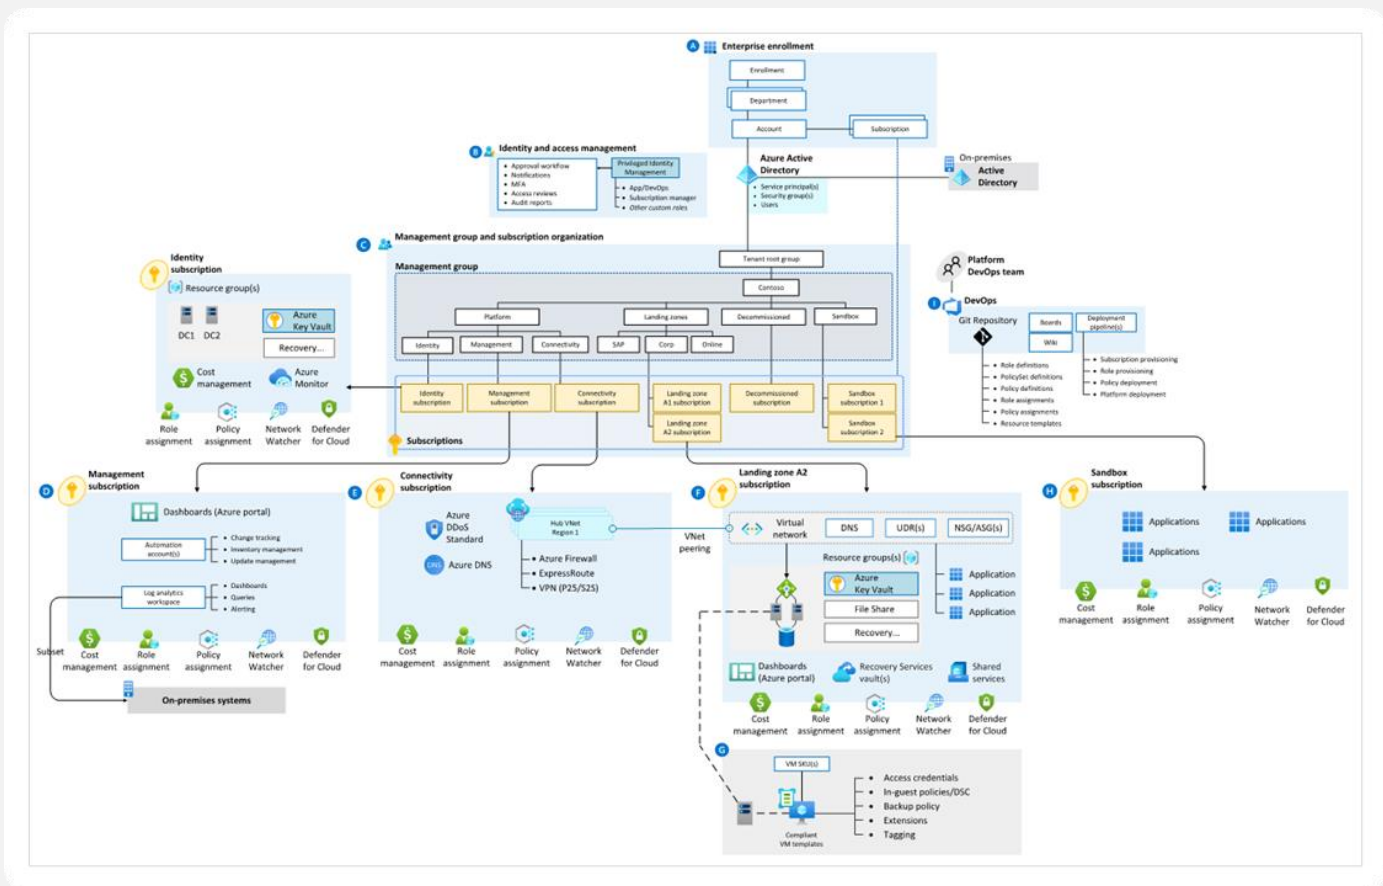 A
Enterprise enrollment
Enrollment
Department
Account
Subscription
B
Identity and access management
Approval workflow
Notifications
MFA
Access reviews
Audit reports
Privilaged Identity
Management
App/DevOps
Subscription manager
Other custom roles
Azure Active
Directory
Service principal(s)
Security group(s)
Users
On-premises
Active
Directory
C
Management group and subscription organization
Management group
Tenant root group
Contoso
Platform
Landing zones
Decommissioned
Sandbox
Identity
Management
Connectivity
SAP
Corp
Online
Identity
subscription
Management
subscription
Connectivity
subscription
Landing zone
A1 subscription
Landing zone
A2 subscription
Decommissioned
subscription
Sandbox
subscription 1
Sandbox
subscription 2
Subscriptions
Identity
subscription
Resource group(s)
DC1
DC2
Azure
Key Vault
Recovery...
Cost
management
Azure
Monitor
Role
assignment
Policy
assignment
Network
Watcher
Defender
for Cloud
Platform
DevOps team
I
DevOps
Git Repository
Boards
Wiki
Deployment
pipeline(s)
Role definitions
PolicySet definitions
Policy definitions
Role assignments
Policy assignments
Resource templates
Subscription provisioning
Role provisioning
Policy deployment
Platform deployment
D
Management
subscription
Dashboards (Azure portal)
Automation
account(s)
Change tracking
Inventory management
Update management
Log analytics
workspace
Dashboards
Queries
Alerting
Subset
Cost
management
Role
assignment
Policy
assignment
Network
Watcher
Defender
for Cloud
On-premises systems
E
Connectivity
subscription
Azure
DDoS
Standard
DNS
Azure DNS
Hub VNet
Region 1
Azure Firewall
ExpressRoute
VPN (P2S/S2S)
Cost
management
Role
assignment
Policy
assignment
Network
Watcher
Defender
for Cloud
VNet
peering
F
Landing zone A2
subscription
Virtual
network
DNS
UDR(s)
NSG/ASG(s)
Resource groups(s)
Azure
Key Vault
File Share
Recovery...
Application
Application
Application
Dashboards
(Azure portal)
Recovery Services
vault(s)
Shared
services
Cost
management
Role
assignment
Policy
assignment
Network
Watcher
Defender
for Cloud
G
VM SKU(s)
Compliant
VM templates
Access credentials
In-guest policies/DSC
Backup policy
Extensions
Tagging
H
Sandbox
subscription
Applications
Applications
Applications
Cost
management
Role
assignment
Policy
assignment
Network
Watcher
Defender
for Cloud